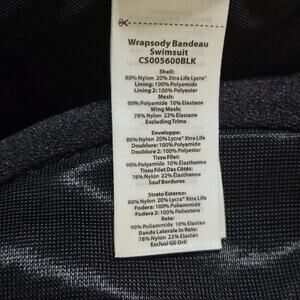 Wrapsody Bandeau
Swimsuit
CS005600BLK
Shell:
80% Nylon 20% Xtra Life Lycra®
Lining: 100% Polyamide
Lining 2: 100% Polyester
Mesh:
90% Polyamide 10% Elastane
Wing Mesh:
78% Nylon 22% Elastane
Excluding Trims
Enveloppe:
80% Nylon 20% Lycra® Xtra Life
Doublure: 100% Polyamide
Doublure 2: 100% Polyester
Tissu Filet:
90% Polyamide 10% Élasthanne
Tissu Filet Des Côtés:
78% Nylon 22% Élasthanne
Sauf Bordures
Strato Esterno:
80% Nylon 20% Lycra® Xtra Life
Fodera: 100% Poliammide
Fodera 2: 100% Poliestere
Rete:
90% Poliammide 10% Elastan
Banda Laterale In Rete:
78% Nylon 22% Elastan
Esclusi Gli Orli